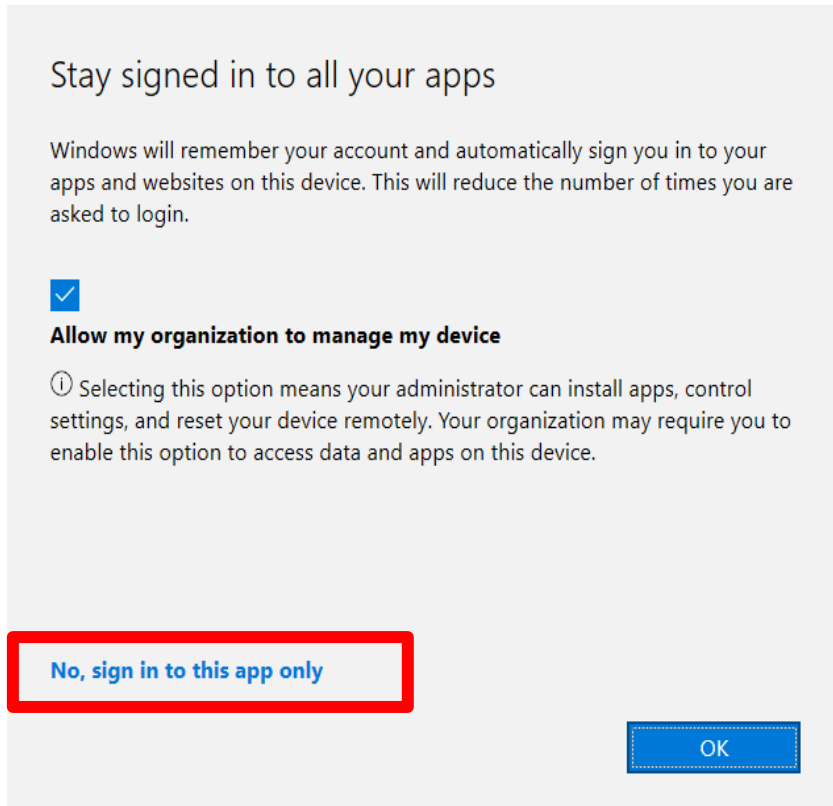 Stay signed in to all your apps
Windows will remember your account and automatically sign you in to your
apps and websites on this device. This will reduce the number of times you are
asked to login.
Allow my organization to manage my device
Selecting this option means your administrator can install apps, control
settings, and reset your device remotely. Your organization may require you to
enable this option to access data and apps on this device.
No, sign in to this app only
OK